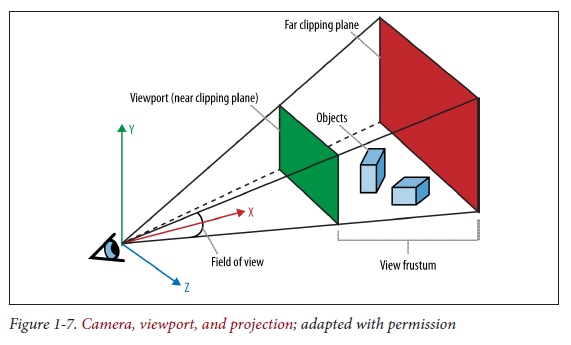 Far clipping plane
Viewport (near clipping plane)
Objects
Y
X
Field of view
View frustum
Z
Figure 1-7. Camera, viewport, and projection; adapted with permission